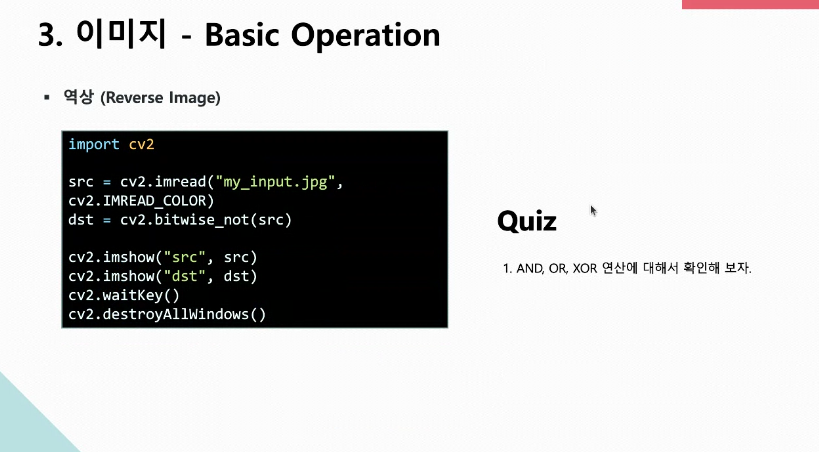 3. 이미지 - Basic Operation
▪ 역상 (Reverse Image)
import cv2
src = cv2.imread("my_input.jpg",
cv2.IMREAD_COLOR)
dst = cv2.bitwise_not(src)
cv2.imshow("src", src)
cv2.imshow("dst", dst)
cv2.waitKey()
cv2.destroyAllWindows()
Quiz
1. AND, OR, XOR 연산에 대해서 확인해 보자.